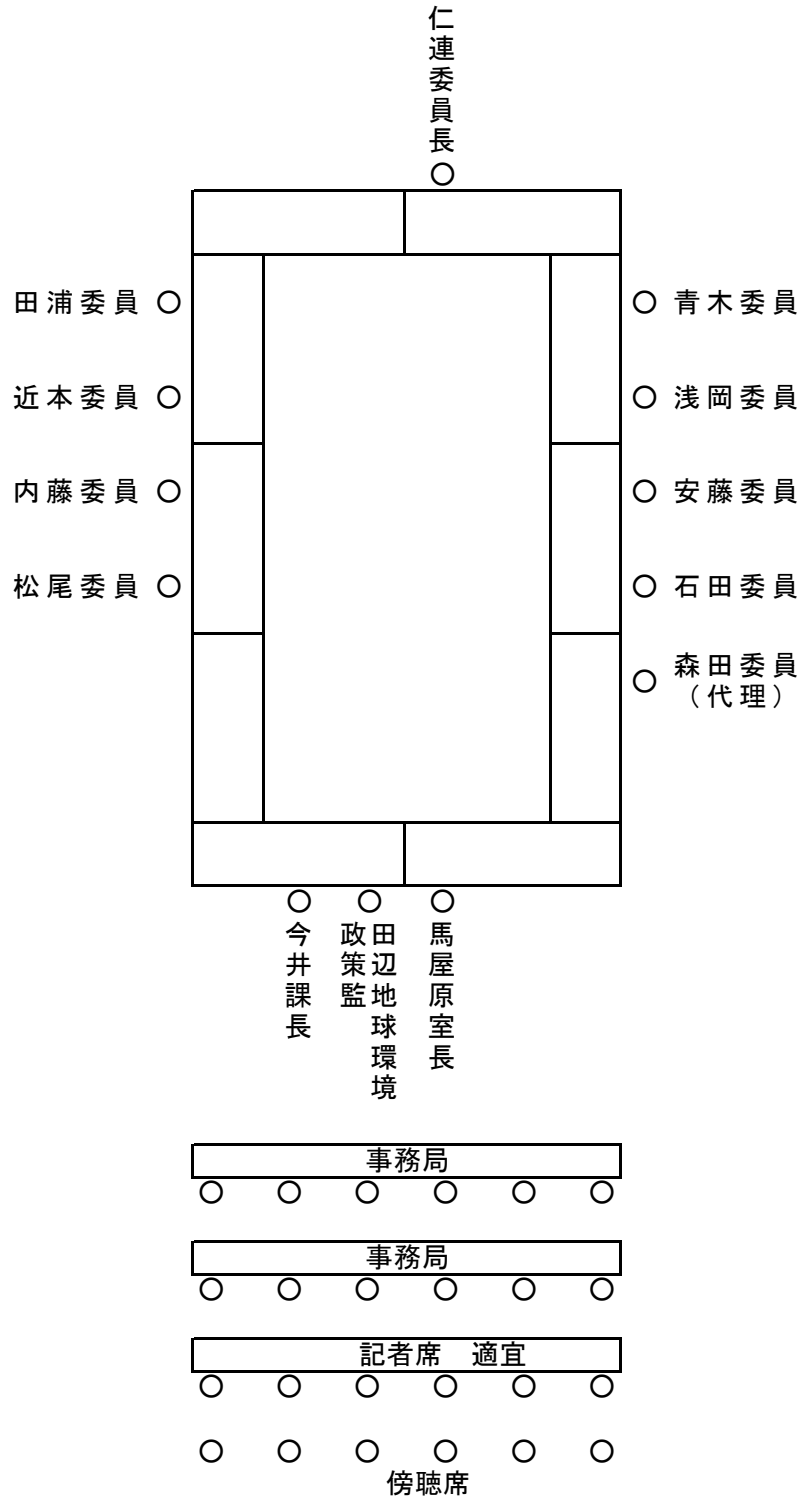 仁連委員長
田浦委員
青木委員
近本委員
浅岡委員
内藤委員
安藤委員
松尾委員
石田委員
森田委員
（代理）
今井課長
田辺地球環境
政策監
馬屋原室長
事務局
事務局
記者席　適宜
傍聴席